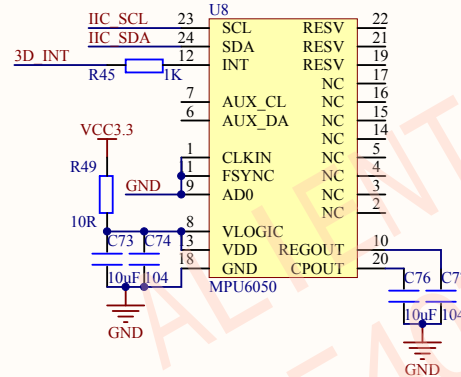 U8
IIC_SCL 23 SCL RESV 22
IIC_SDA 24 SDA RESV 21
3D_INT 12 INT RESV 19
R45 1K NC 17
7 AUX_CL NC 16
6 AUX_DA NC 15
NC 14
VCC3.3
1 CLKIN NC 5
R49 1 FSYNC NC 4
GND 9 AD0 NC 3
NC 2
10R 8 VLOGIC
C73 C74 13 VDD REGOUT 10
10uF 104 18 GND CPOUT 20
MPU6050 C76
10uF 104
GND
GND
ALIENT